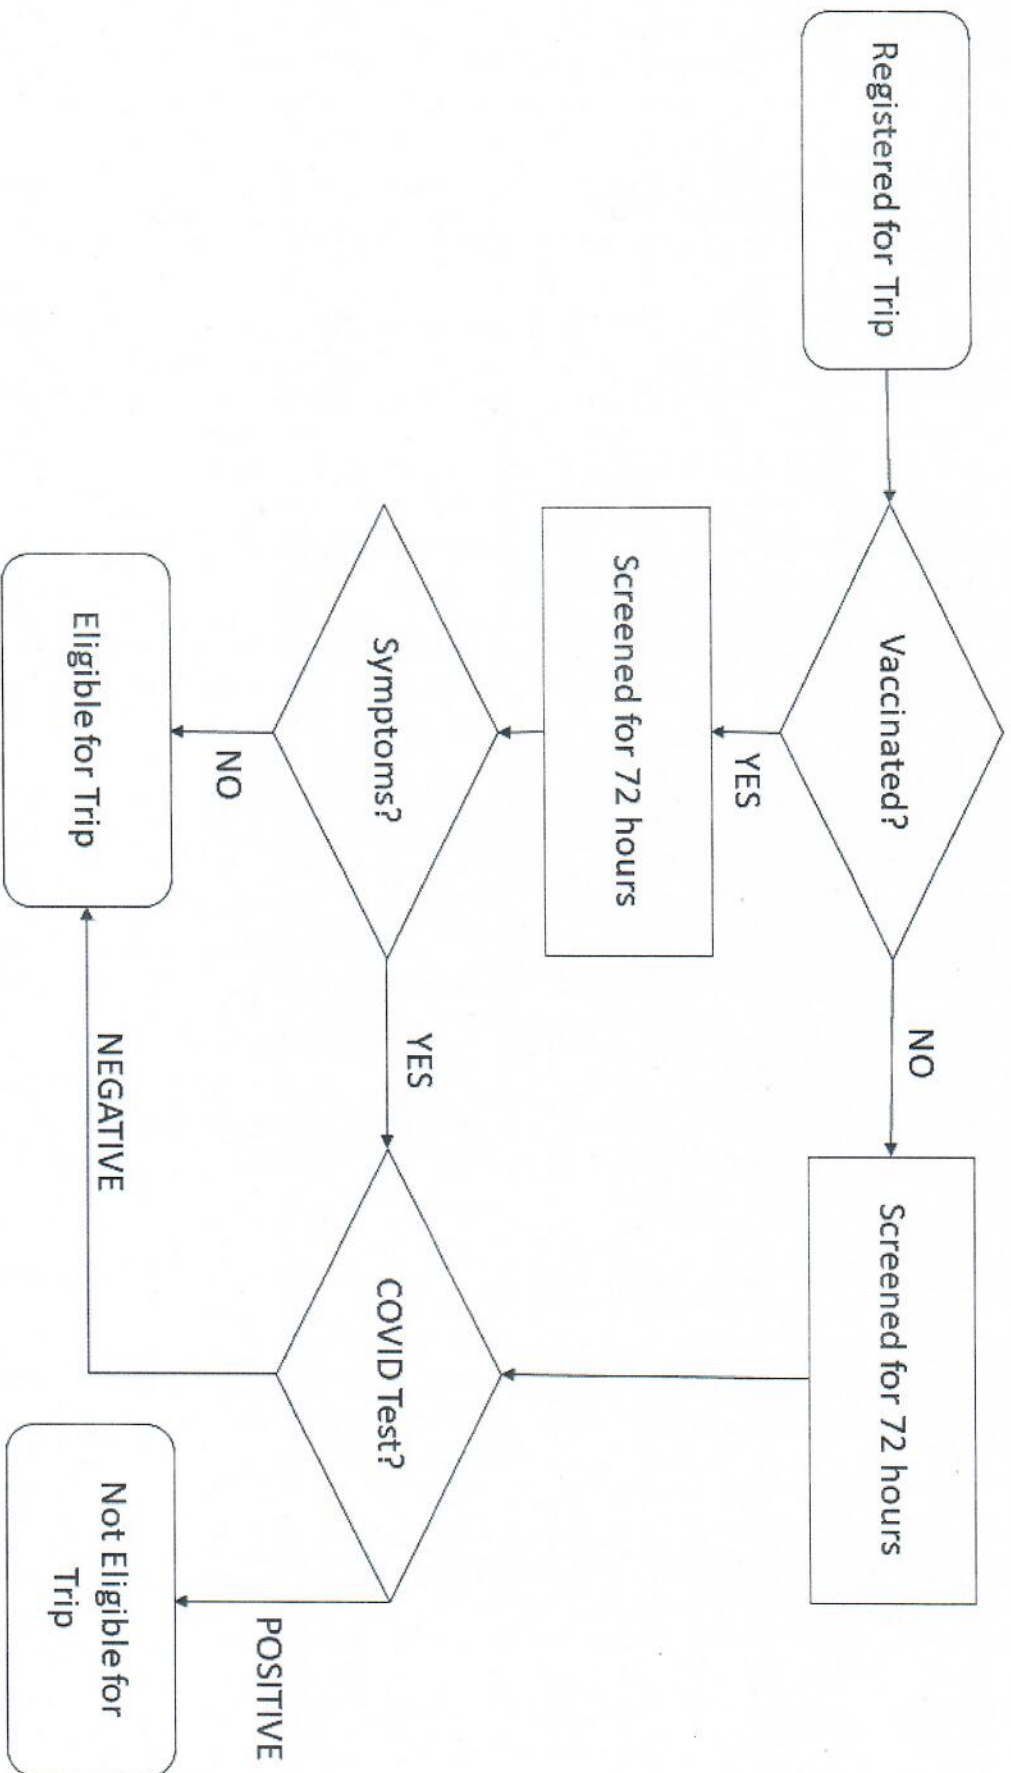 Registered for Trip
Vaccinated?
NO
Screened for 72 hours
YES
Screened for 72 hours
Symptoms?
YES
COVID Test?
NO
POSITIVE
NEGATIVE
Eligible for Trip
Not Eligible for
Trip